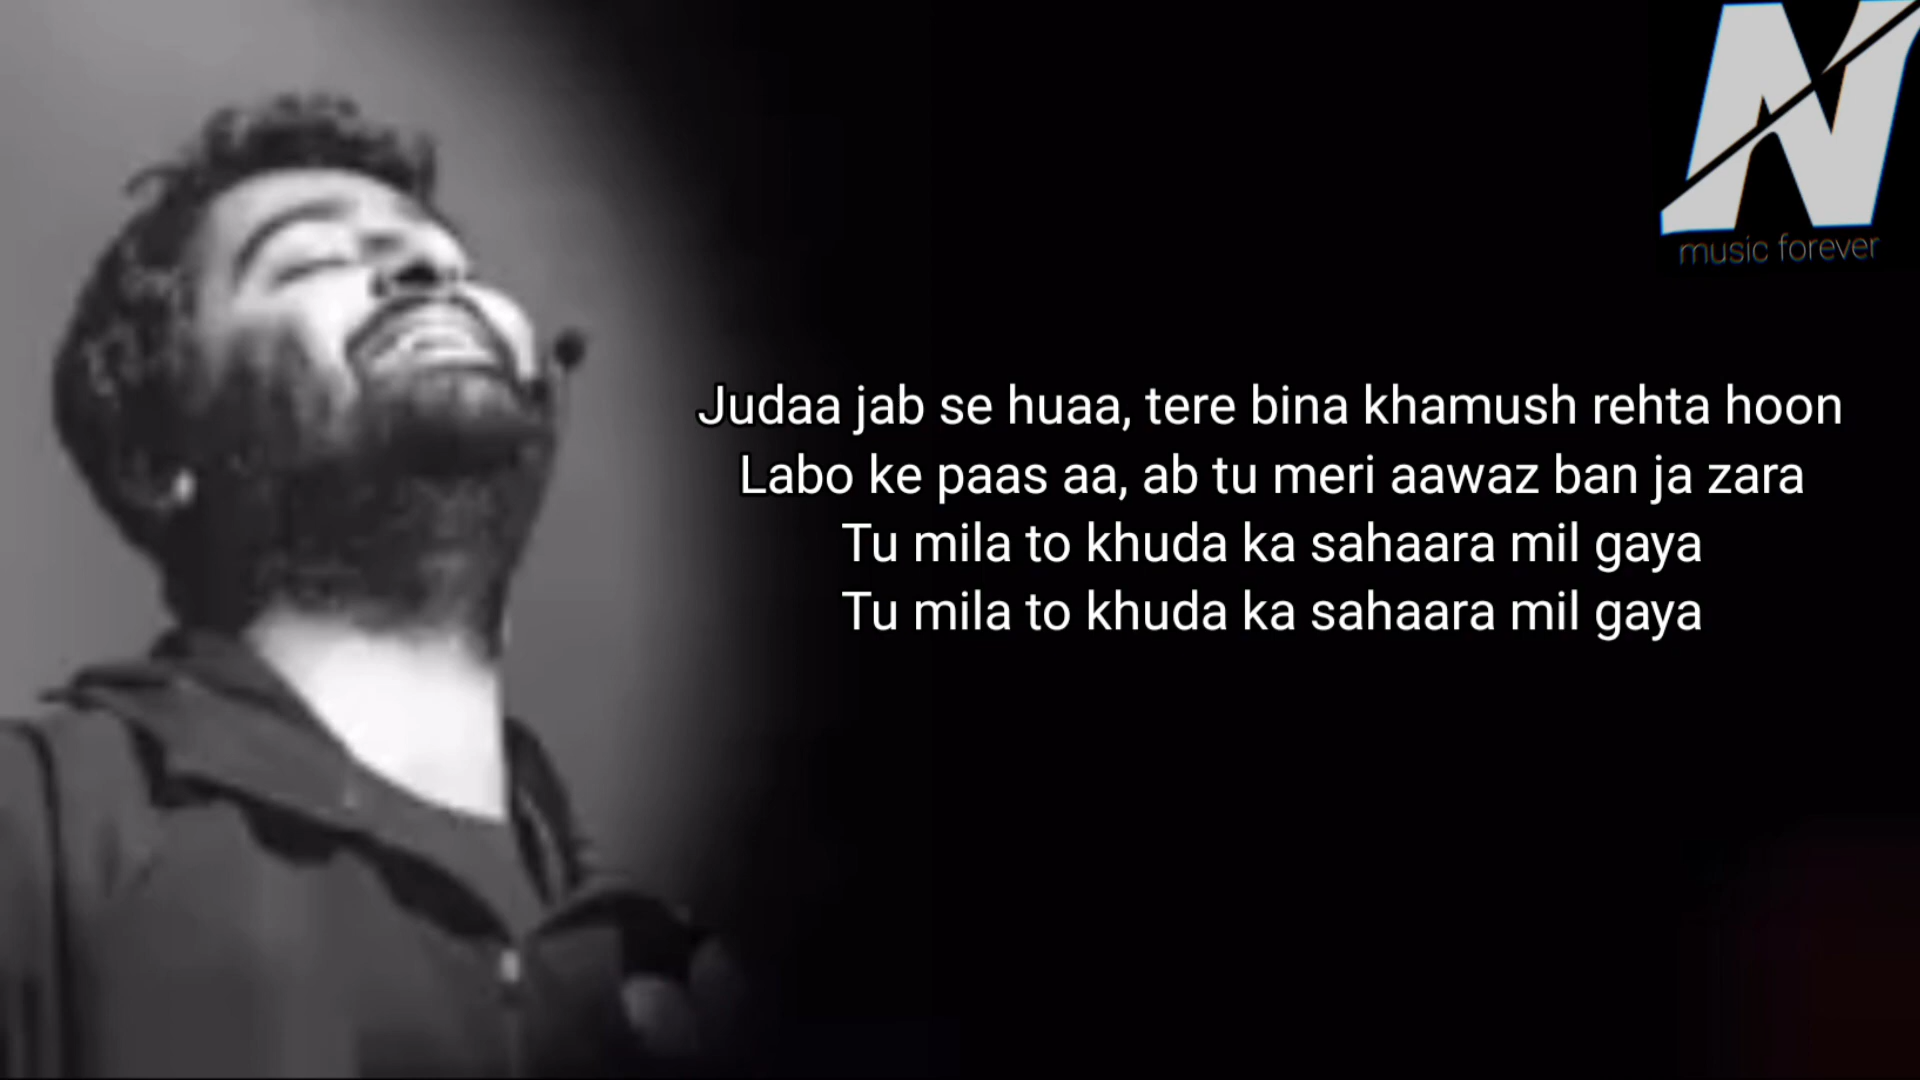 N
music forever
Judaa jab se huaa, tere bina khamush rehta hoon
Labo ke paas aa, ab tu meri aawaz ban ja zara
Tu mila to khuda ka sahaara mil gaya
Tu mila to khuda ka sahaara mil gaya